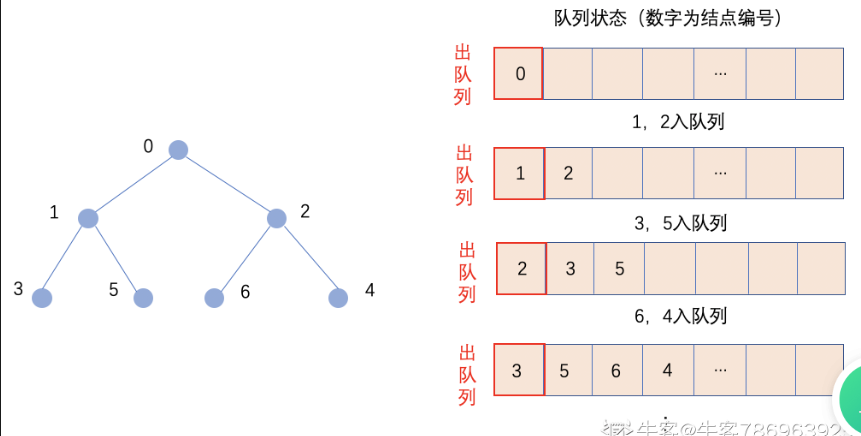 队列状态（数字为结点编号）
出队列
0
...
1，2入队列
出队列
1 2
...
3，5入队列
出队列
2 3 5
6，4入队列
出队列
3 5 6 4 ...
0
1
2
3
5
6
4
牛客@牛客786963923